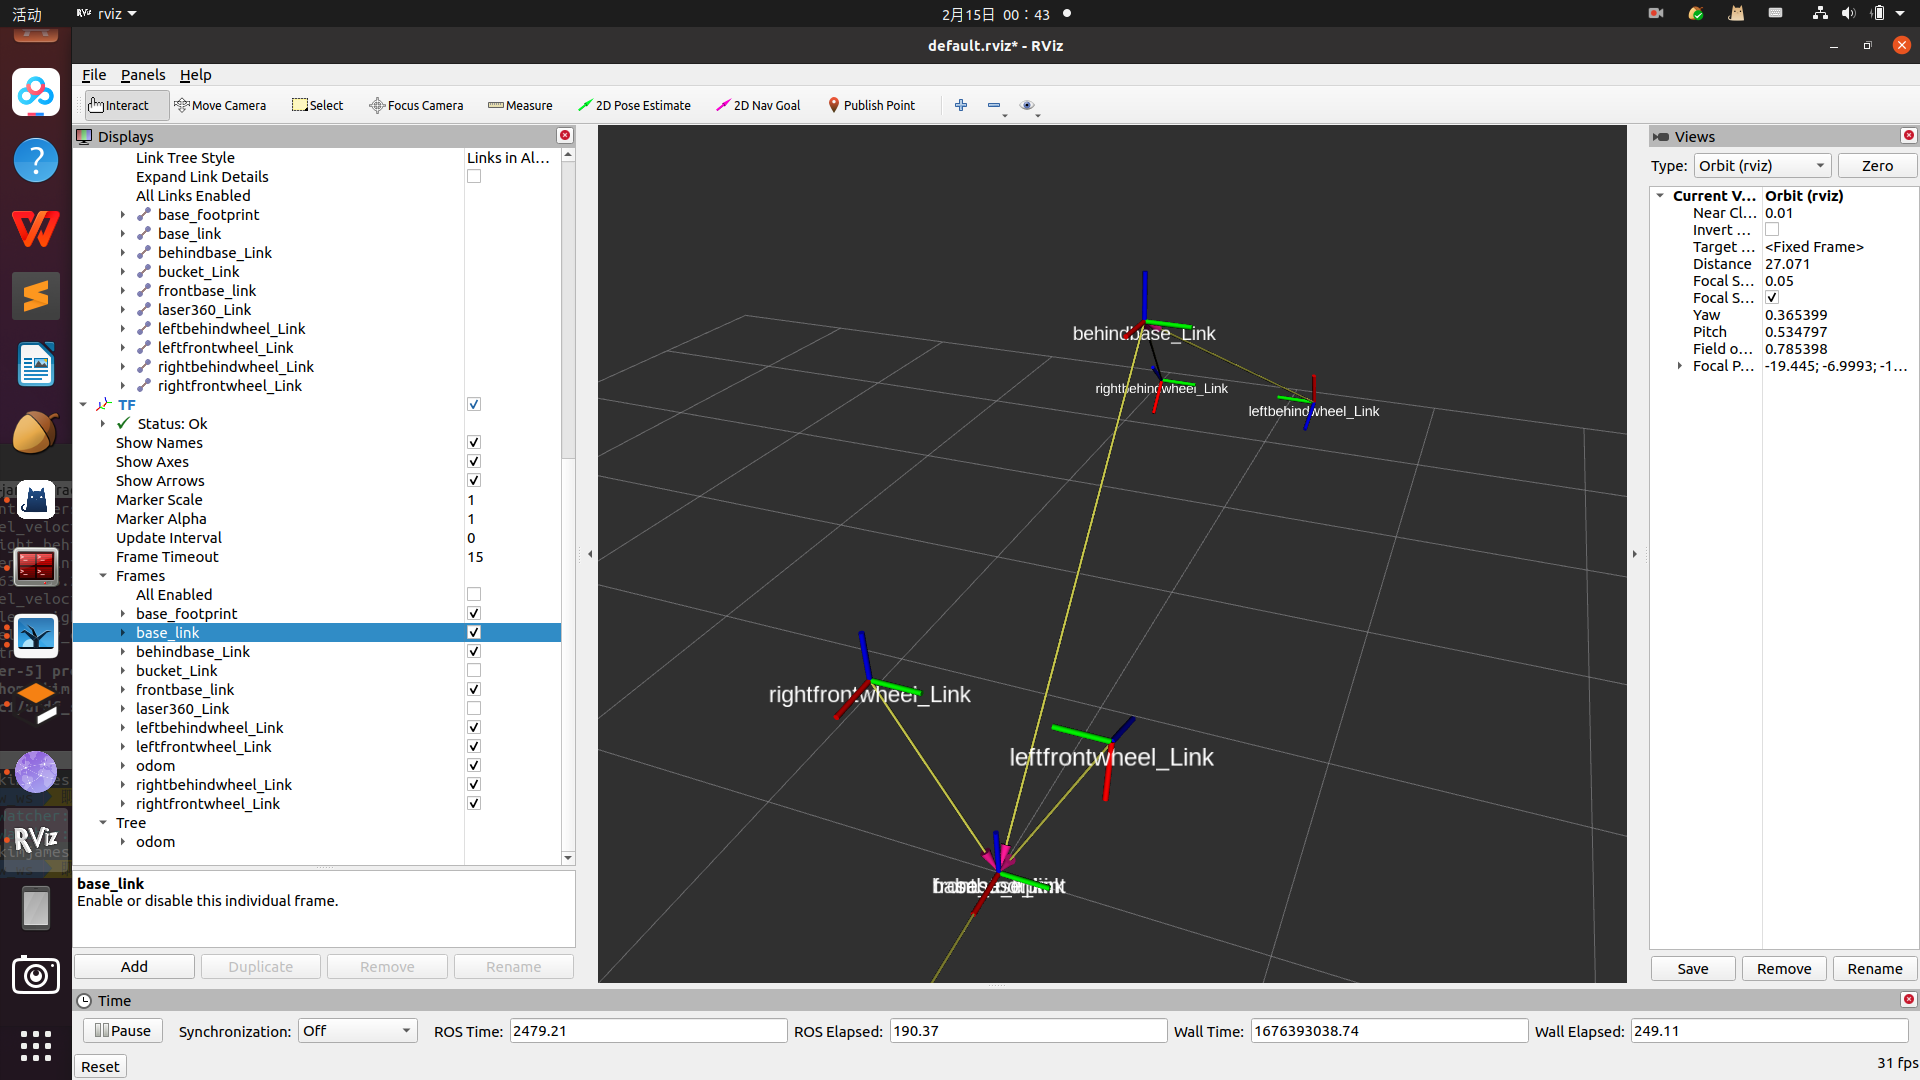 活动
rviz
2月15日 00：43
default.rviz* - RViz
File Panels Help
Interact Move Camera Select Focus Camera Measure 2D Pose Estimate 2D Nav Goal Publish Point
Displays
Link Tree Style Links in Al...
Expand Link Details
All Links Enabled
base_footprint
base_link
behindbase_Link
bucket_Link
frontbase_link
laser360_Link
leftbehindwheel_Link
leftfrontwheel_Link
rightbehindwheel_Link
rightfrontwheel_Link
TF
Status: Ok
Show Names
Show Axes
Show Arrows
Marker Scale 1
Marker Alpha 1
Update Interval 0
Frame Timeout 15
Frames
All Enabled
base_footprint
base_link
behindbase_Link
bucket_Link
frontbase_link
laser360_Link
leftbehindwheel_Link
leftfrontwheel_Link
odom
rightbehindwheel_Link
rightfrontwheel_Link
Tree
odom
base_link
Enable or disable this individual frame.
Add Duplicate Remove Rename
behindbase_Link
rightbehindwheel_Link
leftbehindwheel_Link
rightfrontwheel_Link
leftfrontwheel_Link
Views
Type: Orbit (rviz) Zero
Current V... Orbit (rviz)
Near Cl... 0.01
Invert ...
Target ... <Fixed Frame>
Distance 27.071
Focal S... 0.05
Focal S...
Yaw 0.365399
Pitch 0.534797
Field o... 0.785398
Focal P... -19.445; -6.9993; -1...
Save Remove Rename
Time
Pause Synchronization: Off ROS Time: 2479.21 ROS Elapsed: 190.37 Wall Time: 1676393038.74 Wall Elapsed: 249.11
Reset
31 fps
RViz